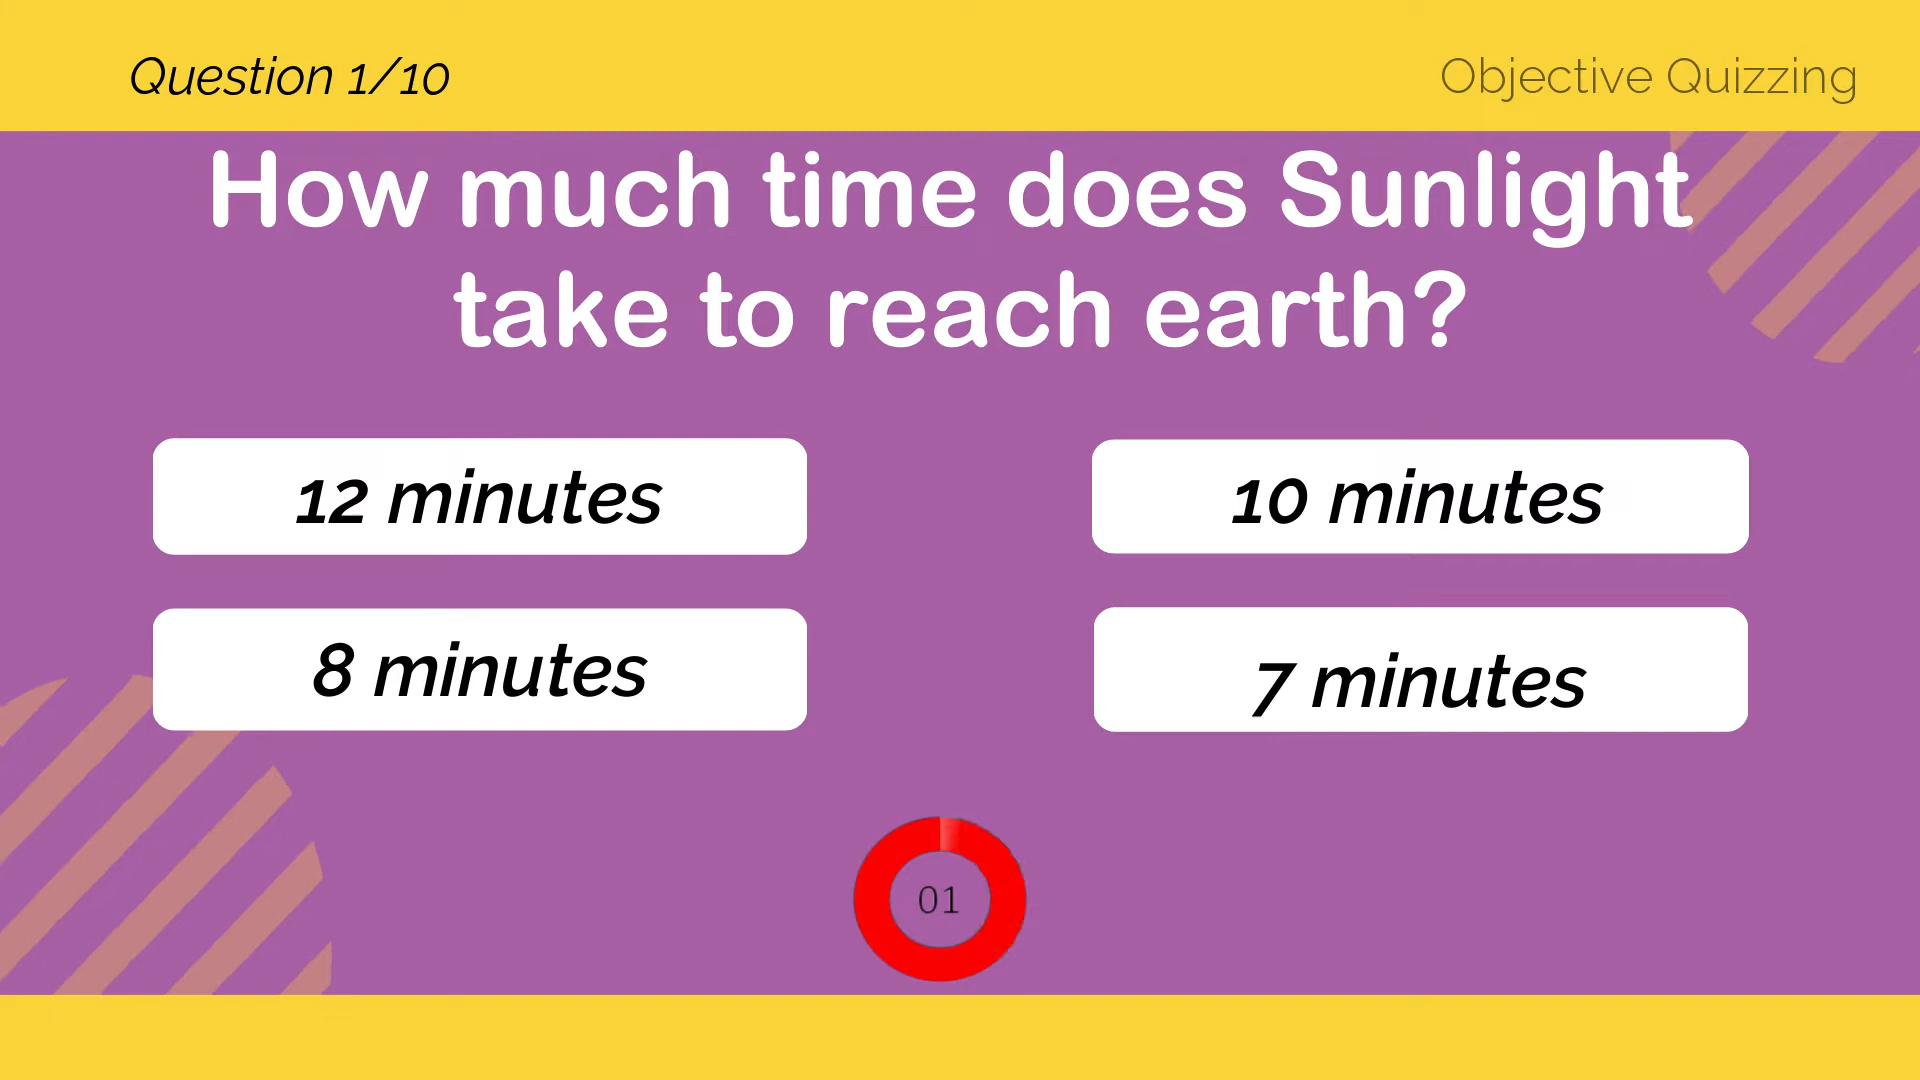 Question 1/10
Objective Quizzing
How much time does Sunlight
take to reach earth?
12 minutes
10 minutes
8 minutes
7 minutes
01